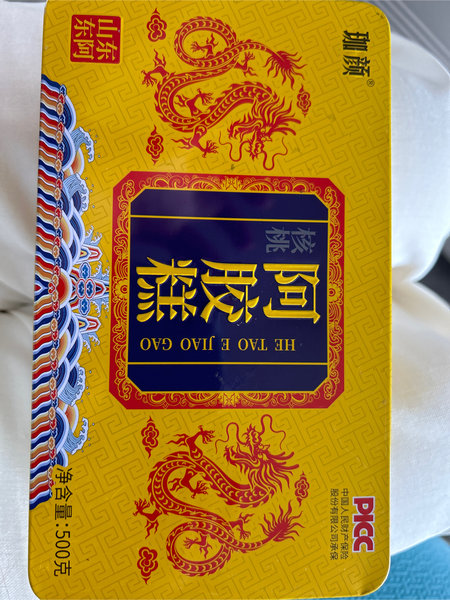 珈颜®
山东
东阿
核桃
阿胶糕
HE TAO E JIAO GAO
PICC
中国人民财产保险
股份有限公司承保
净含量:500克